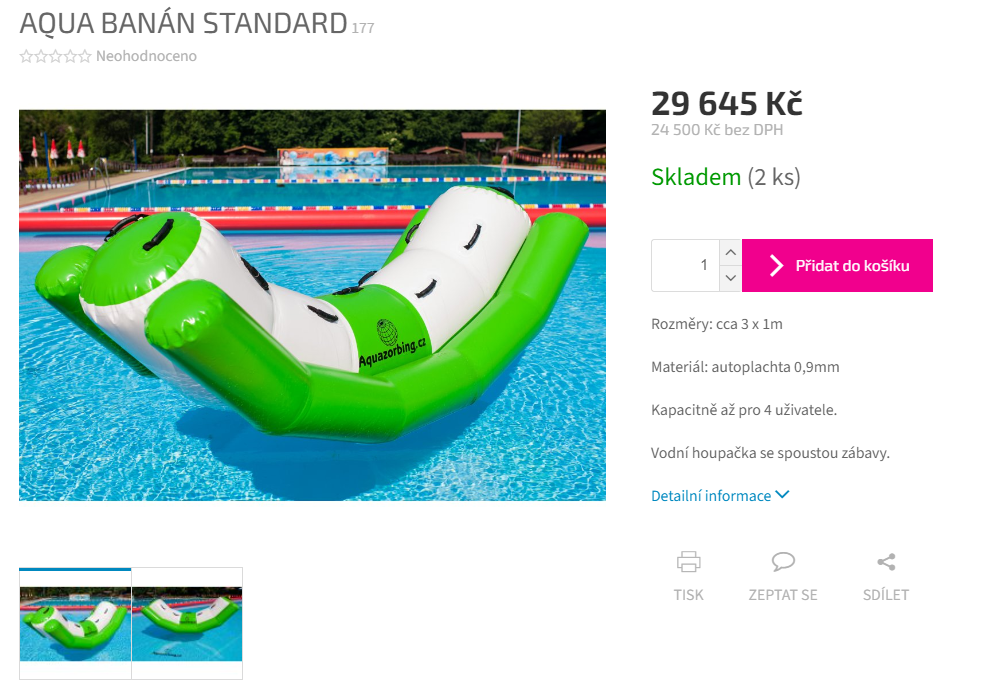 AQUA BANÁN STANDARD 177
Neohodnoceno
29 645 Kč
24 500 Kč bez DPH
Skladem (2 ks)
1
Přidat do košíku
Aquazorbing.cz
Rozměry: cca 3 x 1m
Materiál: autoplachta 0,9mm
Kapacitně až pro 4 uživatele.
Vodní houpačka se spoustou zábavy.
Detailní informace
TISK
ZEPTAT SE
SDÍLET